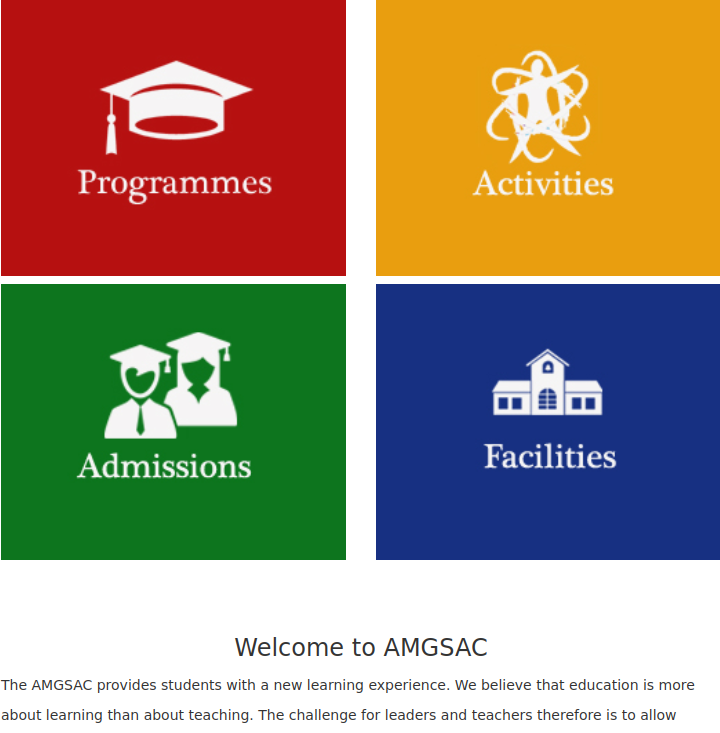 Programmes
Activities
Admissions
Facilities
Welcome to AMGSAC
The AMGSAC provides students with a new learning experience. We believe that education is more
about learning than about teaching. The challenge for leaders and teachers therefore is to allow